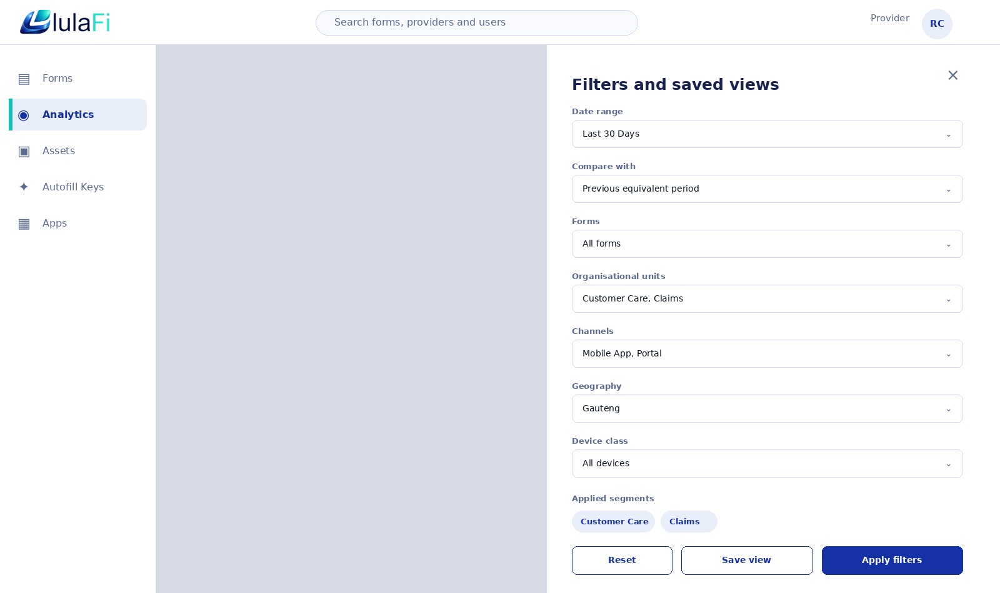 lulaFi
Search forms, providers and users
Provider
RC
Forms
Analytics
Assets
Autofill Keys
Apps
Filters and saved views
Date range
Last 30 Days
Compare with
Previous equivalent period
Forms
All forms
Organisational units
Customer Care, Claims
Channels
Mobile App, Portal
Geography
Gauteng
Device class
All devices
Applied segments
Customer Care
Claims
Reset
Save view
Apply filters